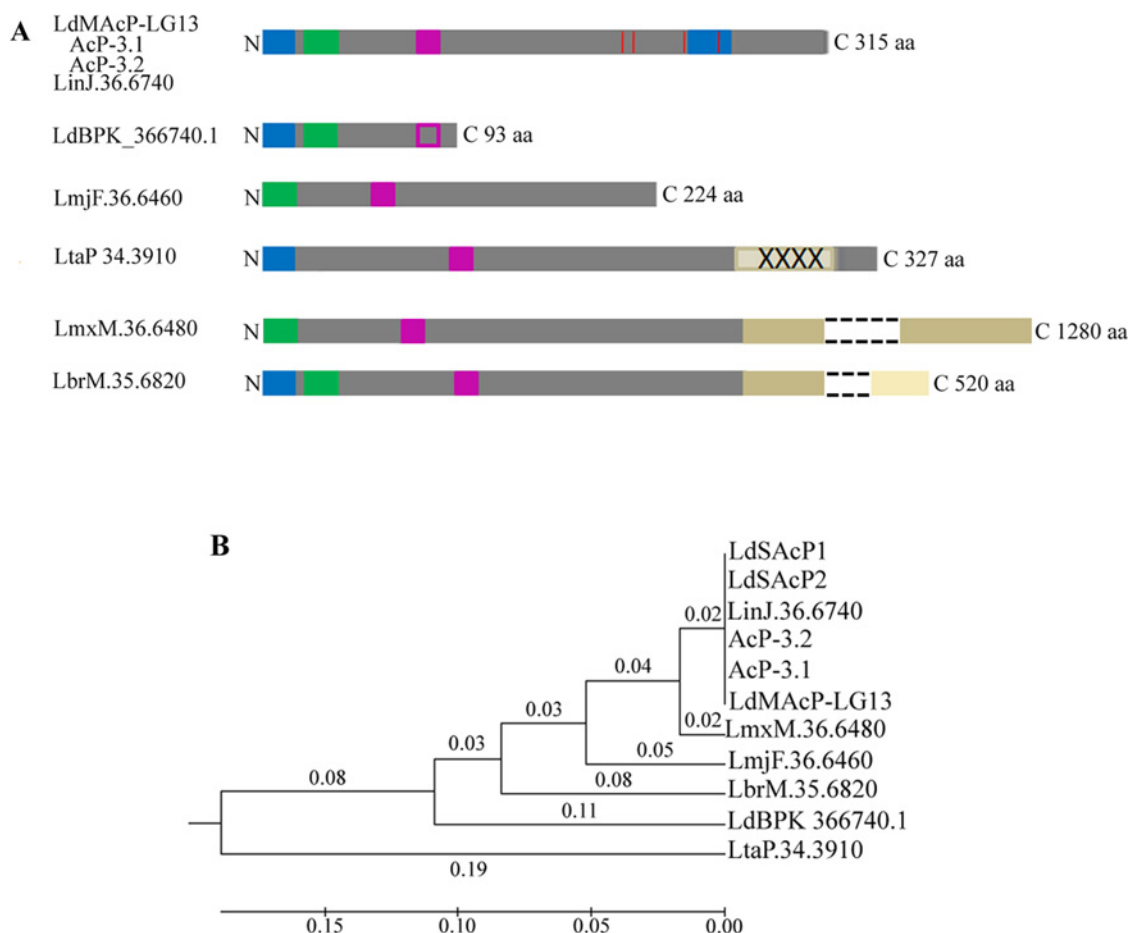 A
LdMAcP-LG13
AcP-3.1
AcP-3.2
LinJ.36.6740
N
C 315 aa
LdBPK_366740.1
N
C 93 aa
LmjF.36.6460
N
C 224 aa
LtaP 34.3910
N
XXXX
C 327 aa
LmxM.36.6480
N
C 1280 aa
LbrM.35.6820
N
C 520 aa
B
LdSAcP1
LdSAcP2
LinJ.36.6740
AcP-3.2
AcP-3.1
LdMAcP-LG13
LmxM.36.6480
LmjF.36.6460
LbrM.35.6820
LdBPK 366740.1
LtaP.34.3910
0.02
0.04
0.02
0.03
0.05
0.03
0.08
0.08
0.11
0.19
0.15 0.10 0.05 0.00